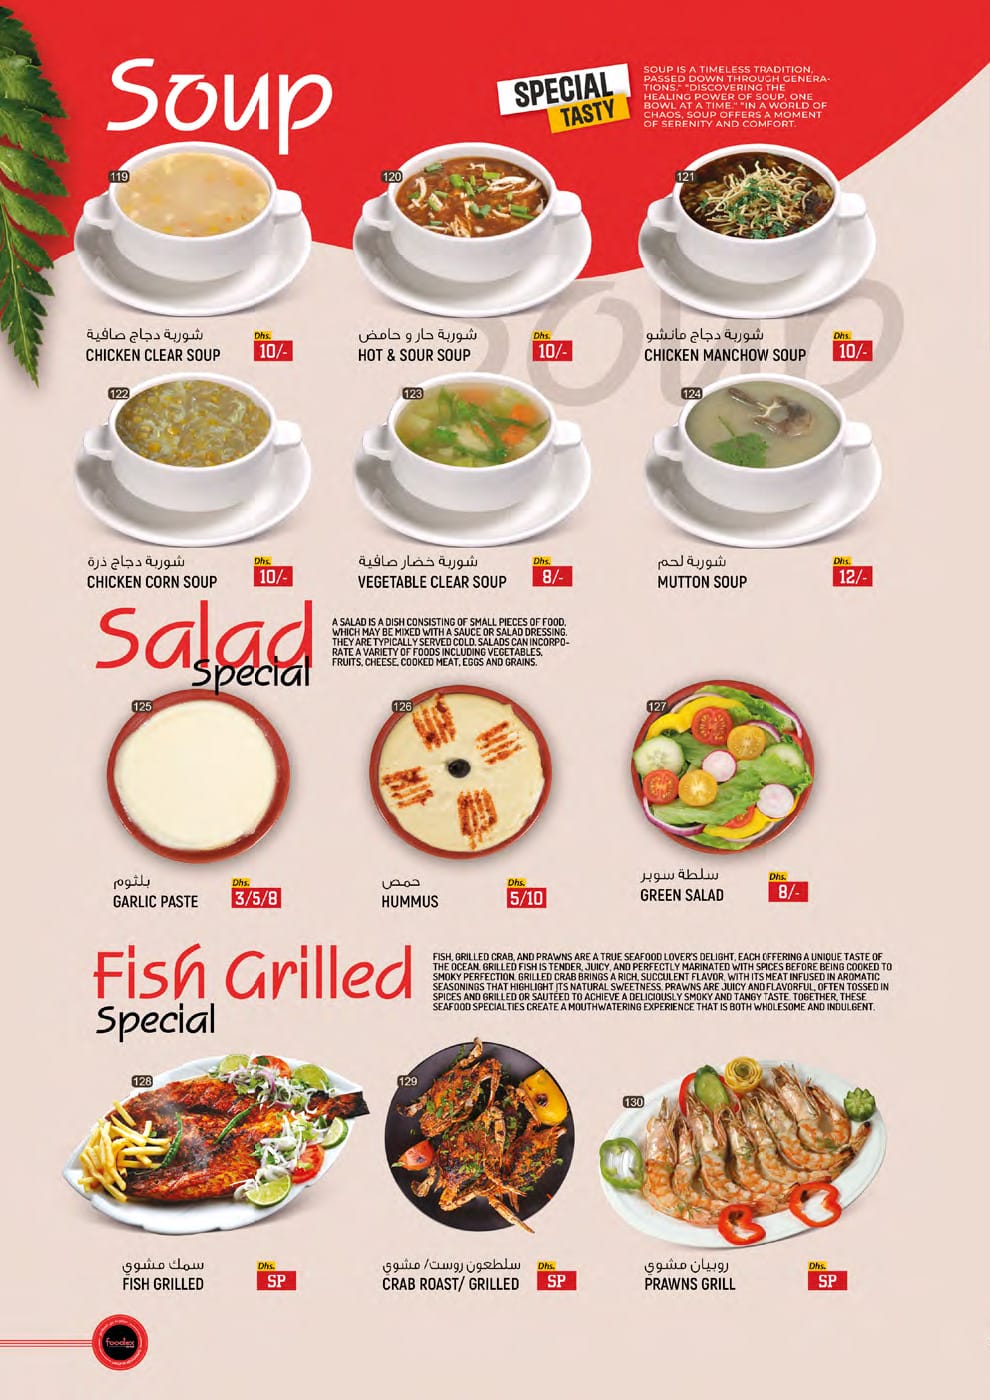 Soup
SPECIAL
TASTY
SOUP IS A TIMELESS TRADITION,
PASSED DOWN THROUGH GENERA-
TIONS." "DISCOVERING THE
HEALING POWER OF SOUP, ONE
BOWL AT A TIME." "IN A WORLD OF
CHAOS, SOUP OFFERS A MOMENT
OF SERENITY AND COMFORT.
119
120
121
Soup
شوربة دجاج صافية
CHICKEN CLEAR SOUP
Dhs.
10/-
شوربة حار و حامض
HOT & SOUR SOUP
Dhs.
10/-
شوربة دجاج مانشو
CHICKEN MANCHOW SOUP
Dhs.
10/-
122
123
124
شوربة دجاج ذرة
CHICKEN CORN SOUP
Dhs.
10/-
شوربة خضار صافية
VEGETABLE CLEAR SOUP
Dhs.
8/-
شوربة لحم
MUTTON SOUP
Dhs.
12/-
Salad
Special
A SALAD IS A DISH CONSISTING OF SMALL PIECES OF FOOD,
WHICH MAY BE MIXED WITH A SAUCE OR SALAD DRESSING.
THEY ARE TYPICALLY SERVED COLD. SALADS CAN INCORPO-
RATE A VARIETY OF FOODS INCLUDING VEGETABLES,
FRUITS, CHEESE, COOKED MEAT, EGGS AND GRAINS.
125
126
127
بلثوم
GARLIC PASTE
Dhs.
3/5/8
حمص
HUMMUS
Dhs.
5/10
سلطة سوبر
GREEN SALAD
Dhs.
8/-
Fish Grilled
Special
FISH, GRILLED CRAB, AND PRAWNS ARE A TRUE SEAFOOD LOVER'S DELIGHT, EACH OFFERING A UNIQUE TASTE OF
THE OCEAN. GRILLED FISH IS TENDER, JUICY, AND PERFECTLY MARINATED WITH SPICES BEFORE BEING COOKED TO
SMOKY PERFECTION. GRILLED CRAB BRINGS A RICH, SUCCULENT FLAVOR, WITH ITS MEAT INFUSED IN AROMATIC
SEASONINGS THAT HIGHLIGHT ITS NATURAL SWEETNESS. PRAWNS ARE JUICY AND FLAVORFUL, OFTEN TOSSED IN
SPICES AND GRILLED OR SAUTÉED TO ACHIEVE A DELICIOUSLY SMOKY AND TANGY TASTE. TOGETHER, THESE
SEAFOOD SPECIALTIES CREATE A MOUTHWATERING EXPERIENCE THAT IS BOTH WHOLESOME AND INDULGENT.
128
129
130
سمك مشوي
FISH GRILLED
Dhs.
SP
سلطعون روست/ مشوي
CRAB ROAST/ GRILLED
Dhs.
SP
روبيان مشوي
PRAWNS GRILL
Dhs.
SP
foodlex